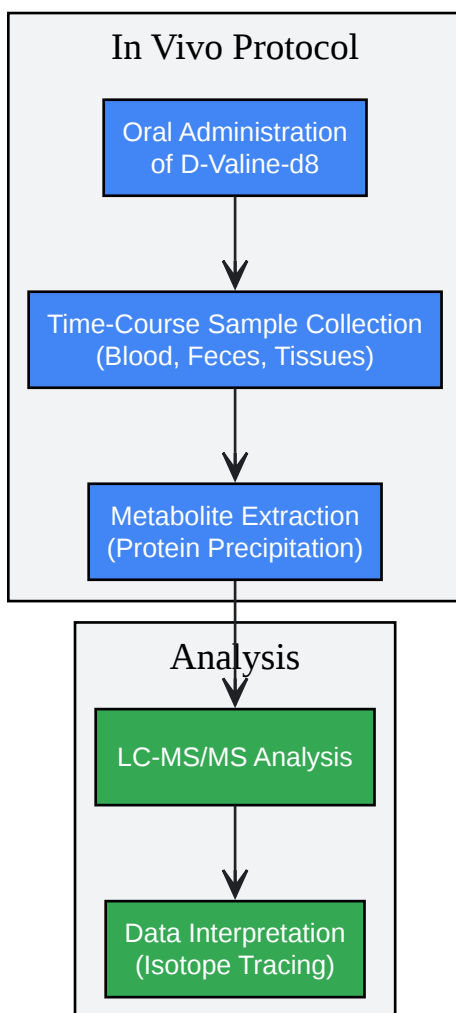 In Vivo Protocol
Oral Administration
of D-Valine-d8
Time-Course Sample Collection
(Blood, Feces, Tissues)
Metabolite Extraction
(Protein Precipitation)
Analysis
LC-MS/MS Analysis
Data Interpretation
(Isotope Tracing)